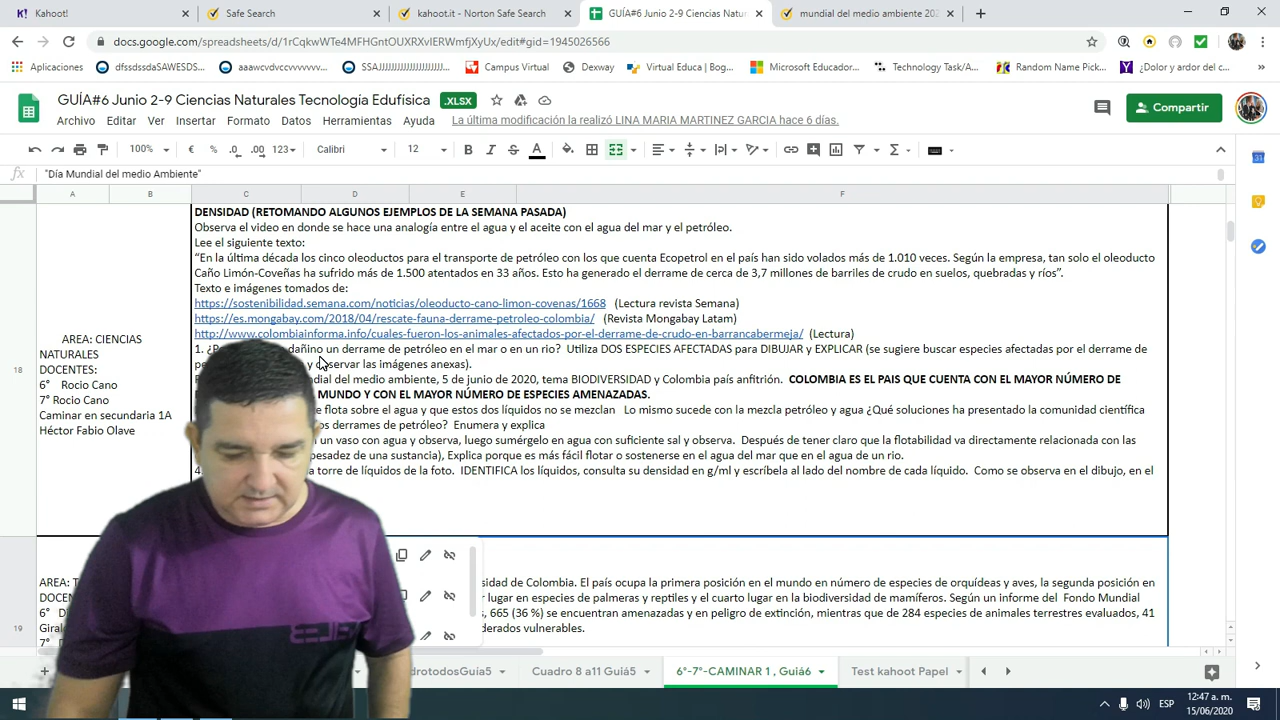 Kahoot!
Safe Search
kahoot.it - Norton Safe Search
GUÍA#6 Junio 2-9 Ciencias Natur
mundial del medio ambiente 202
docs.google.com/spreadsheets/d/1rCqkwWTe4MFHGntOUXRXvIERWmfjXyUx/edit#gid=1945026566
Aplicaciones
dfssdssdaSAWESDS...
aaawcvdvccvvvvvvv...
SSAJJJJJJJJJJJJJJJJJJJ...
Campus Virtual
Dexway
Virtual Educa | Bog...
Microsoft Educador...
Technology Task/A...
Random Name Pick...
¿Dolor y ardor del c...
GUÍA#6 Junio 2-9 Ciencias Naturales Tecnología Edufísica .XLSX
Compartir
Archivo Editar Ver Insertar Formato Datos Herramientas Ayuda
La última modificación la realizó LINA MARIA MARTINEZ GARCIA hace 6 días.
100% € % .0 .00 123 Calibri 12 B I S A
fx "Día Mundial del medio Ambiente"
A B C D E F
DENSIDAD (RETOMANDO ALGUNOS EJEMPLOS DE LA SEMANA PASADA)
Observa el video en donde se hace una analogía entre el agua y el aceite con el agua del mar y el petróleo.
Lee el siguiente texto:
"En la última década los cinco oleoductos para el transporte de petróleo con los que cuenta Ecopetrol en el país han sido volados más de 1.010 veces. Según la empresa, tan solo el oleoducto
Caño Limón-Coveñas ha sufrido más de 1.500 atentados en 33 años. Esto ha generado el derrame de cerca de 3,7 millones de barriles de crudo en suelos, quebradas y ríos".
Texto e imágenes tomados de:
https://sostenibilidad.semana.com/noticias/oleoducto-cano-limon-covenas/1668 (Lectura revista Semana)
https://es.mongabay.com/2018/04/rescate-fauna-derrame-petroleo-colombia/ (Revista Mongabay Latam)
http://www.colombiainforma.info/cuales-fueron-los-animales-afectados-por-el-derrame-de-crudo-en-barrancabermeja/ (Lectura)
1. dañino un derrame de petróleo en el mar o en un rio? Utiliza DOS ESPECIES AFECTADAS para DIBUJAR y EXPLICAR (se sugiere buscar especies afectadas por el derrame de
y observar las imágenes anexas).
mundial del medio ambiente, 5 de junio de 2020, tema BIODIVERSIDAD y Colombia país anfitrión. COLOMBIA ES EL PAIS QUE CUENTA CON EL MAYOR NÚMERO DE
MUNDO Y CON EL MAYOR NÚMERO DE ESPECIES AMENAZADAS.
flota sobre el agua y que estos dos líquidos no se mezclan Lo mismo sucede con la mezcla petróleo y agua ¿Qué soluciones ha presentado la comunidad científica
os derrames de petróleo? Enumera y explica
un vaso con agua y observa, luego sumérgelo en agua con suficiente sal y observa. Después de tener claro que la flotabilidad va directamente relacionada con las
pesadez de una sustancia), Explica porque es más fácil flotar o sostenerse en el agua del mar que en el agua de un rio.
4 a torre de líquidos de la foto. IDENTIFICA los líquidos, consulta su densidad en g/ml y escríbela al lado del nombre de cada líquido. Como se observa en el dibujo, en el
18
AREA: CIENCIAS
NATURALES
DOCENTES:
6° Rocio Cano
7° Rocio Cano
Caminar en secundaria 1A
Héctor Fabio Olave
19
AREA: T
DOCEN
6° D
Giral
7°
sidad de Colombia. El país ocupa la primera posición en el mundo en número de especies de orquídeas y aves, la segunda posición en
lugar en especies de palmeras y reptiles y el cuarto lugar en la biodiversidad de mamíferos. Según un informe del Fondo Mundial
s, 665 (36 %) se encuentran amenazadas y en peligro de extinción, mientras que de 284 especies de animales terrestres evaluados, 41
derados vulnerables.
drotodosGuía5
Cuadro 8 a11 Guiá5
6°-7°-CAMINAR 1 , Guiá6
Test kahoot Papel
ESP
12:47 a. m.
15/06/2020